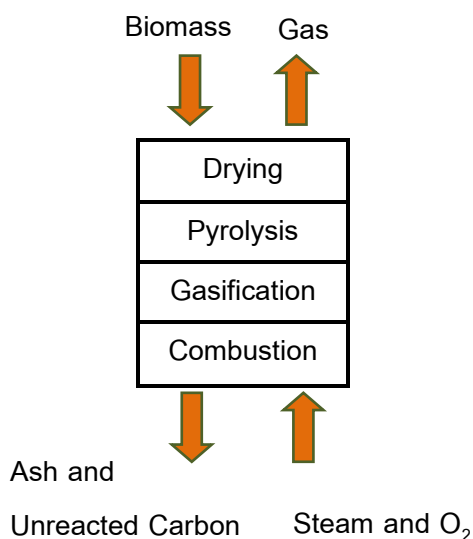 Biomass
Gas
Drying
Pyrolysis
Gasification
Combustion
Ash and
Unreacted Carbon
Steam and O₂